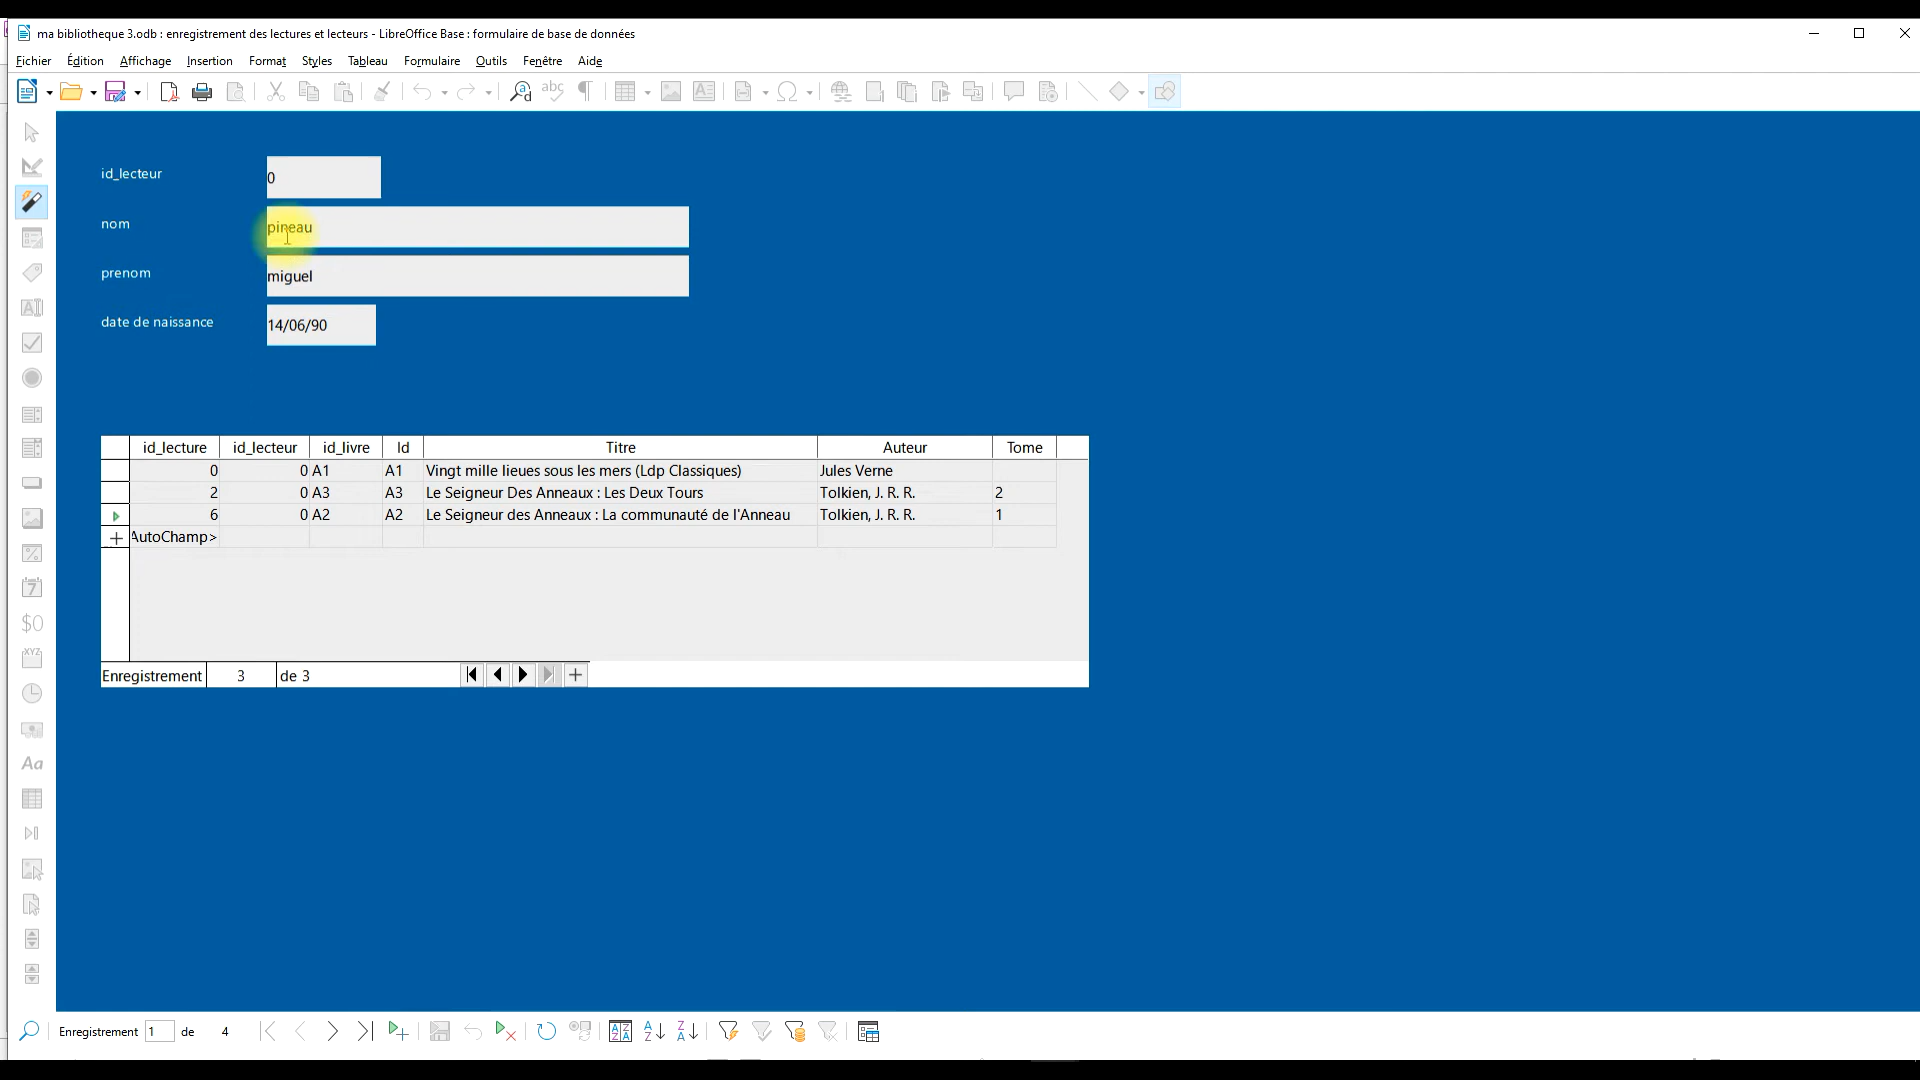 ma bibliotheque 3.odb : enregistrement des lectures et lecteurs - LibreOffice Base : formulaire de base de données
Fichier Édition Affichage Insertion Format Styles Tableau Formulaire Outils Fenêtre Aide
id_lecteur 0
nom pineau
prenom miguel
date de naissance 14/06/90
id_lecture id_lecteur id_livre Id Titre Auteur Tome
0 0 A1 A1 Vingt mille lieues sous les mers (Ldp Classiques) Jules Verne
2 0 A3 A3 Le Seigneur Des Anneaux : Les Deux Tours Tolkien, J. R. R. 2
6 0 A2 A2 Le Seigneur des Anneaux : La communauté de l'Anneau Tolkien, J. R. R. 1
AutoChamp>
Enregistrement 3 de 3
Enregistrement 1 de 4